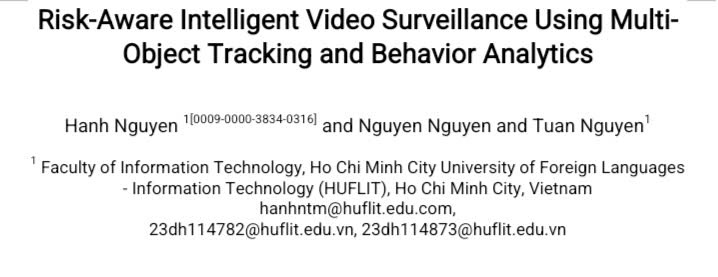 Risk-Aware Intelligent Video Surveillance Using Multi-
Object Tracking and Behavior Analytics
Hanh Nguyen 1[0009-0000-3834-0316] and Nguyen Nguyen and Tuan Nguyen1
1 Faculty of Information Technology, Ho Chi Minh City University of Foreign Languages
- Information Technology (HUFLIT), Ho Chi Minh City, Vietnam
hanhntm@huflit.edu.com,
23dh114782@huflit.edu.vn, 23dh114873@huflit.edu.vn